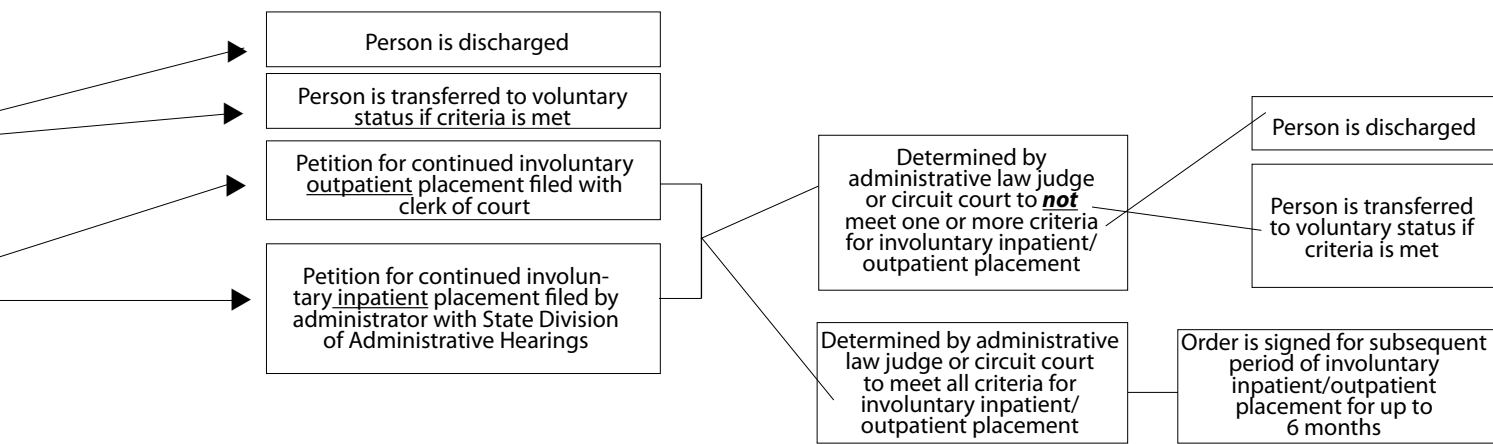 Person is discharged
Person is transferred to voluntary
status if criteria is met
Petition for continued involuntary
outpatient placement filed with
clerk of court
Petition for continued involun-
tary inpatient placement filed by
administrator with State Division
of Administrative Hearings
Determined by
administrative law judge
or circuit court to not
meet one or more criteria
for involuntary inpatient/
outpatient placement
Determined by administrative
law judge or circuit court
to meet all criteria for
involuntary inpatient/
outpatient placement
Person is discharged
Person is transferred
to voluntary status if
criteria is met
Order is signed for subsequent
period of involuntary
inpatient/outpatient
placement for up to
6 months